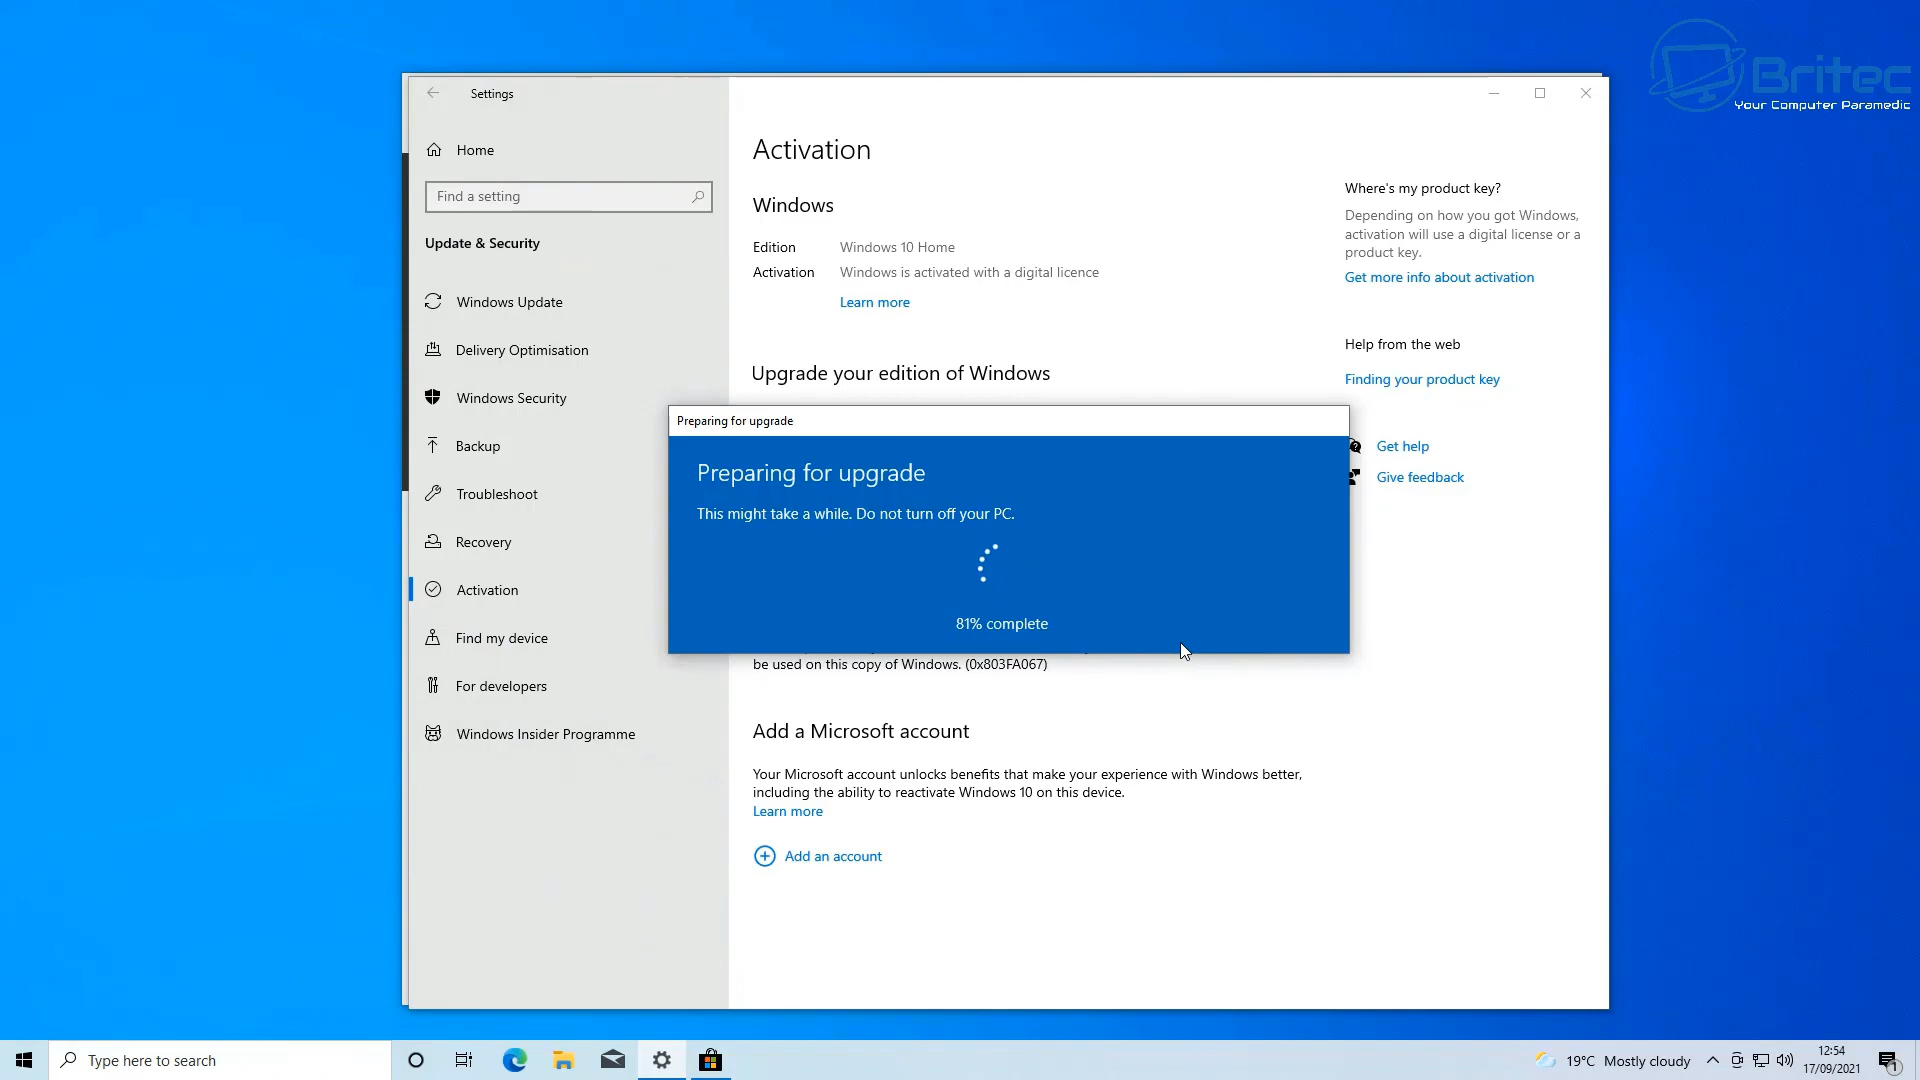 Britec
Your Computer Paramedic
Settings
Home
Find a setting
Update & Security
Windows Update
Delivery Optimisation
Windows Security
Backup
Troubleshoot
Recovery
Activation
Find my device
For developers
Windows Insider Programme
Activation
Windows
Edition Windows 10 Home
Activation Windows is activated with a digital licence
Learn more
Upgrade your edition of Windows
Preparing for upgrade
Preparing for upgrade
This might take a while. Do not turn off your PC.
81% complete
be used on this copy of Windows. (0x803FA067)
Add a Microsoft account
Your Microsoft account unlocks benefits that make your experience with Windows better,
including the ability to reactivate Windows 10 on this device.
Learn more
Add an account
Where's my product key?
Depending on how you got Windows,
activation will use a digital license or a
product key.
Get more info about activation
Help from the web
Finding your product key
Get help
Give feedback
Type here to search
19°C Mostly cloudy
12:54
17/09/2021
1